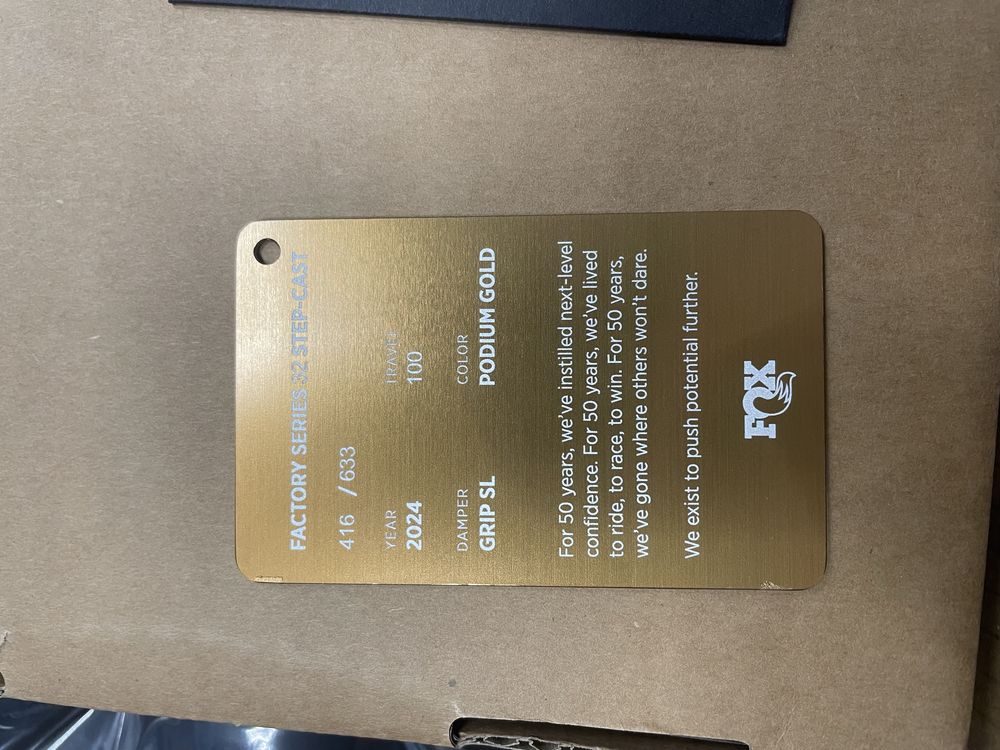 FACTORY SERIES 32 STEP-CAST
416 / 633
YEAR TRAVEL
2024 100
DAMPER COLOR
GRIP SL PODIUM GOLD
For 50 years, we've instilled next-level
confidence. For 50 years, we've lived
to ride, to race, to win. For 50 years,
we've gone where others won't dare.
We exist to push potential further.
FOX